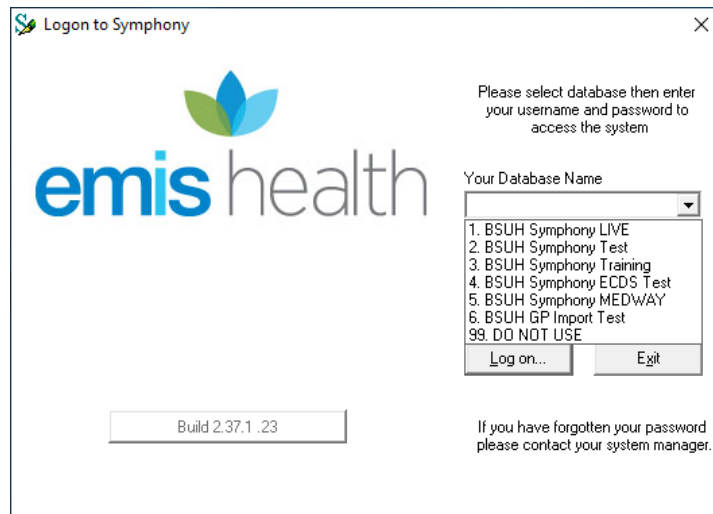 Logon to Symphony
Please select database then enter
your username and password to
access the system
emis health
Your Database Name
1. BSUH Symphony LIVE
2. BSUH Symphony Test
3. BSUH Symphony Training
4. BSUH Symphony ECDS Test
5. BSUH Symphony MEDWAY
6. BSUH GP Import Test
99. DO NOT USE
Log on... Exit
Build 2.37.1 .23
If you have forgotten your password
please contact your system manager.